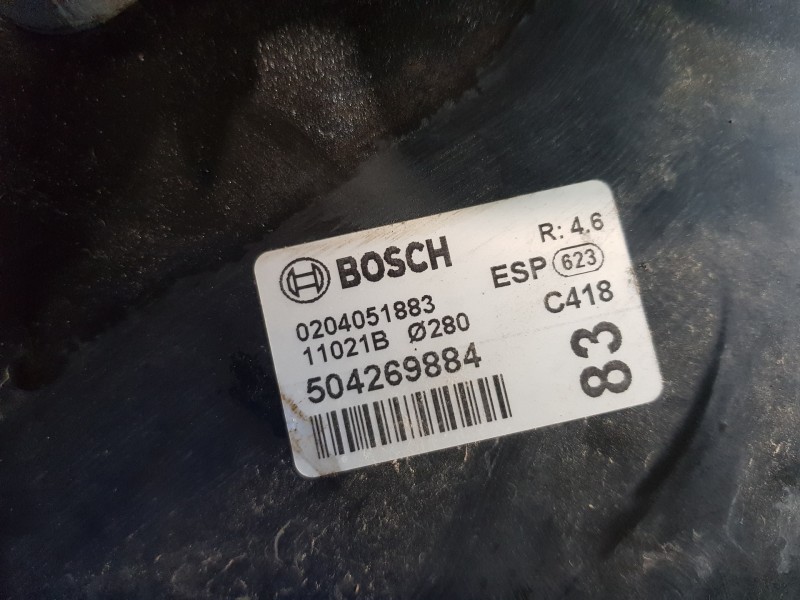 BOSCH
0204051883
11021B Ø280
504269884
R: 4.6
ESP 623
C418
83